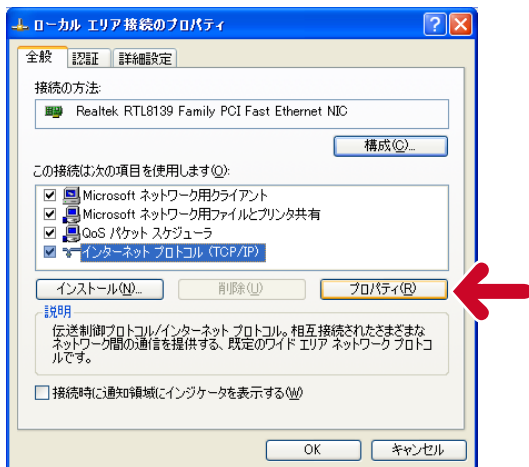 ローカル エリア接続のプロパティ
全般 認証 詳細設定
接続の方法:
Realtek RTL8139 Family PCI Fast Ethernet NIC
構成(C)...
この接続は次の項目を使用します(O):
Microsoft ネットワーク用クライアント
Microsoft ネットワーク用ファイルとプリンタ共有
QoS パケット スケジューラ
インターネット プロトコル (TCP/IP)
インストール(N)... 削除(U) プロパティ(R)
説明
伝送制御プロトコル/インターネット プロトコル。相互接続されたさまざまな
ネットワーク間の通信を提供する、既定のワイド エリア ネットワーク プロトコ
ルです。
接続時に通知領域にインジケータを表示する(W)
OK キャンセル